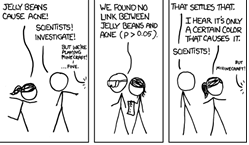 JELLY BEANS
CAUSE ACNE!
SCIENTISTS!
INVESTIGATE!
BUT WE'RE
PLAYING
MINECRAFT!
...FINE.
WE FOUND NO
LINK BETWEEN
JELLY BEANS AND
ACNE (P > 0.05).
THAT SETTLES THAT.
I HEAR IT'S ONLY
A CERTAIN COLOR
THAT CAUSES IT.
SCIENTISTS!
BUT
MINECRAFT!